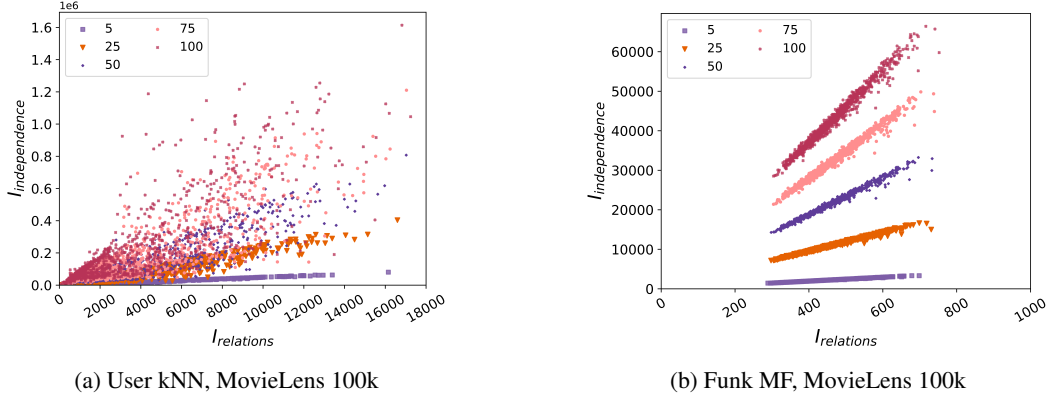 1e6
1.6
1.4
1.2
1.0
0.8
0.6
0.4
0.2
0.0
I_independence
5 75
25 100
50
0 2000 4000 6000 8000 10000 12000 14000 16000 18000
I_relations
(a) User kNN, MovieLens 100k
60000
50000
40000
30000
20000
10000
0
I_independence
5 75
25 100
50
0 200 400 600 800 1000
I_relations
(b) Funk MF, MovieLens 100k